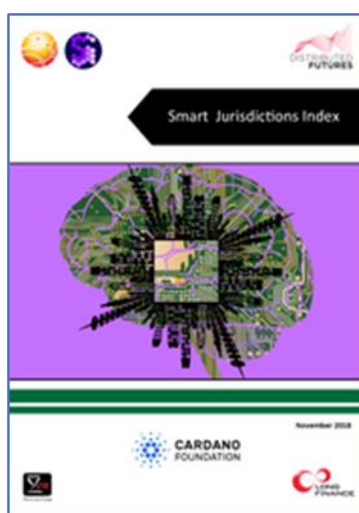 DISTRIBUTED
FUTURES
Smart Jurisdictions Index
November 2018
CARDANO
FOUNDATION
LONG
FINANCE